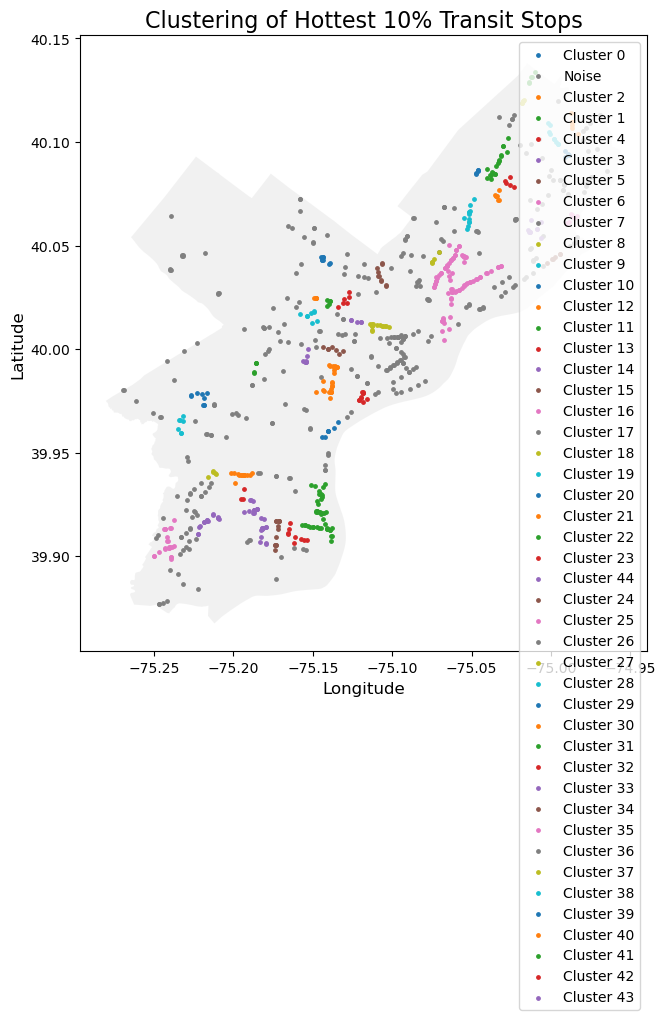 Clustering of Hottest 10% Transit Stops
40.15
40.10
40.05
40.00
39.95
39.90
Latitude
−75.25
−75.20
−75.15
−75.10
−75.05
−75.00
−74.95
Longitude
Cluster 0
Noise
Cluster 2
Cluster 1
Cluster 4
Cluster 3
Cluster 5
Cluster 6
Cluster 7
Cluster 8
Cluster 9
Cluster 10
Cluster 12
Cluster 11
Cluster 13
Cluster 14
Cluster 15
Cluster 16
Cluster 17
Cluster 18
Cluster 19
Cluster 20
Cluster 21
Cluster 22
Cluster 23
Cluster 44
Cluster 24
Cluster 25
Cluster 26
Cluster 27
Cluster 28
Cluster 29
Cluster 30
Cluster 31
Cluster 32
Cluster 33
Cluster 34
Cluster 35
Cluster 36
Cluster 37
Cluster 38
Cluster 39
Cluster 40
Cluster 41
Cluster 42
Cluster 43